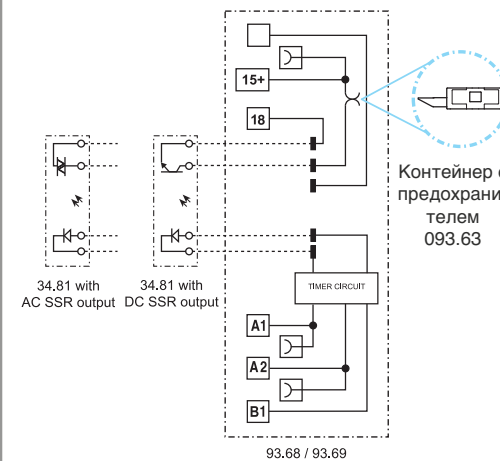 15+
18
Контейнер с
предохрани
телем
093.63
34.81 with
AC SSR output
34.81 with
DC SSR output
TIMER CIRCUIT
A1
A2
B1
93.68 / 93.69